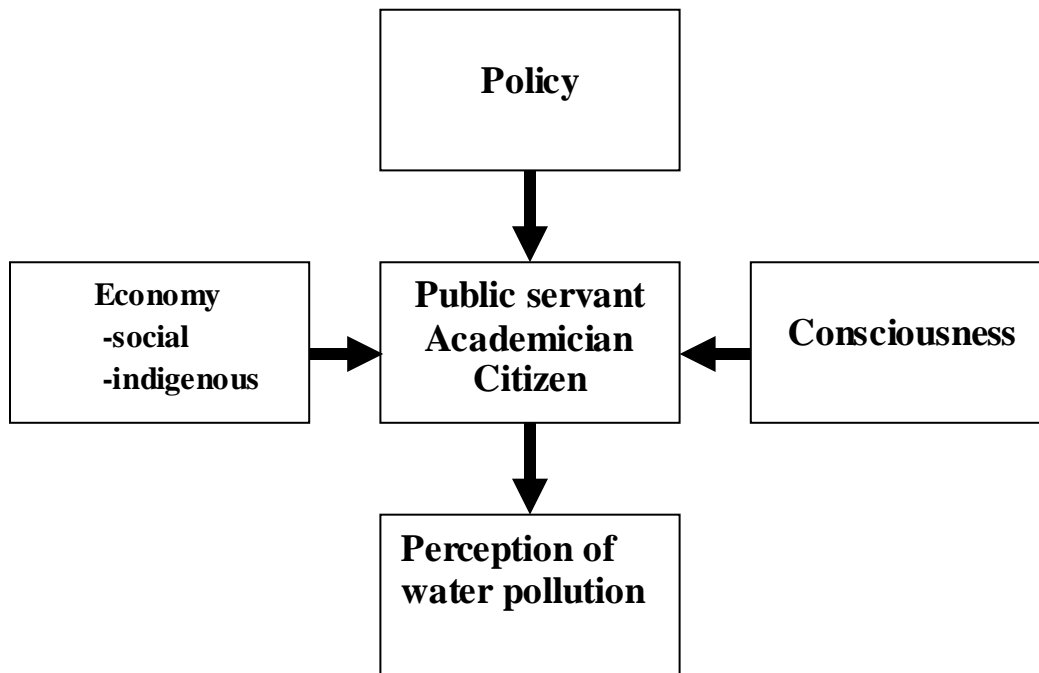 Policy
Economy
-social
-indigenous
Public servant
Academician
Citizen
Consciousness
Perception of
water pollution